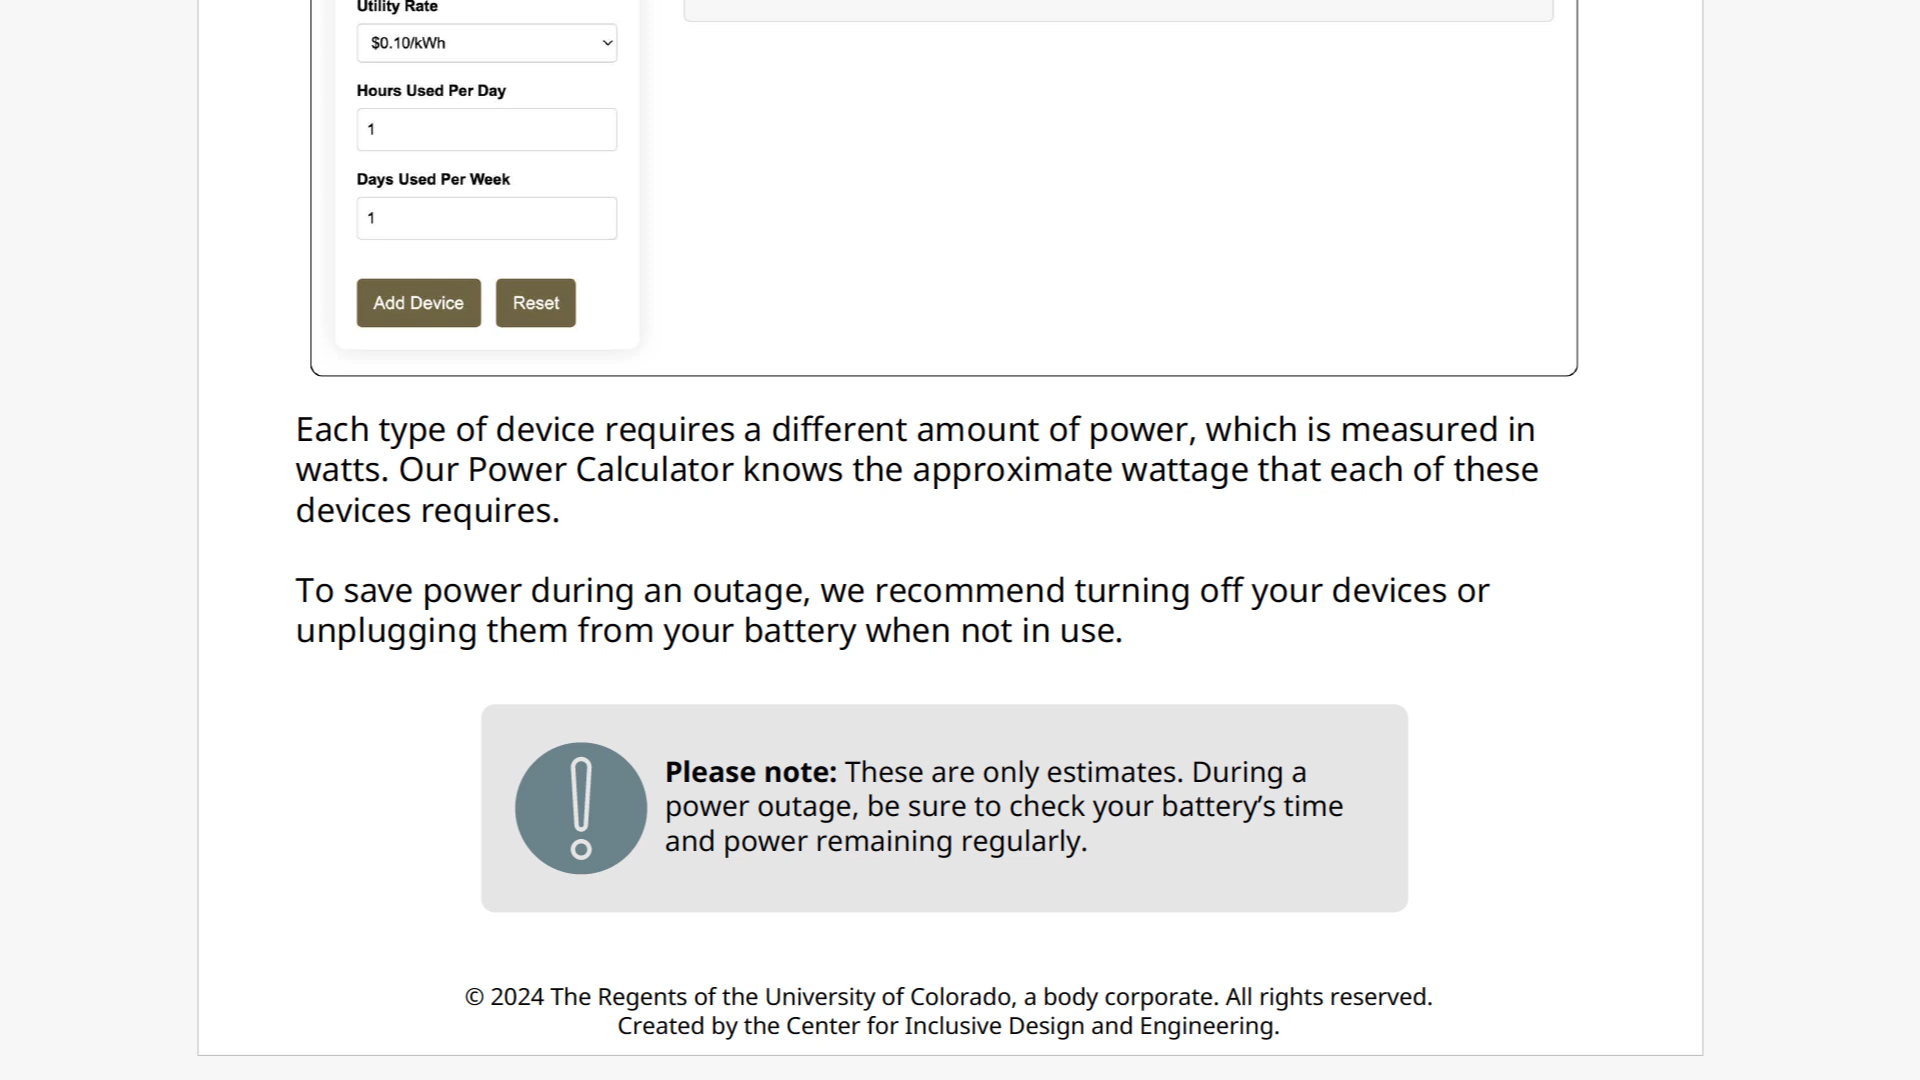 Utility Rate
$0.10/kWh
Hours Used Per Day
1
Days Used Per Week
1
Add Device
Reset
Each type of device requires a different amount of power, which is measured in
watts. Our Power Calculator knows the approximate wattage that each of these
devices requires.
To save power during an outage, we recommend turning off your devices or
unplugging them from your battery when not in use.
Please note: These are only estimates. During a
power outage, be sure to check your battery’s time
and power remaining regularly.
© 2024 The Regents of the University of Colorado, a body corporate. All rights reserved.
Created by the Center for Inclusive Design and Engineering.